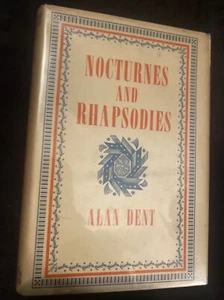 NOCTURNES
AND
RHAPSODIES
ALAN DENT